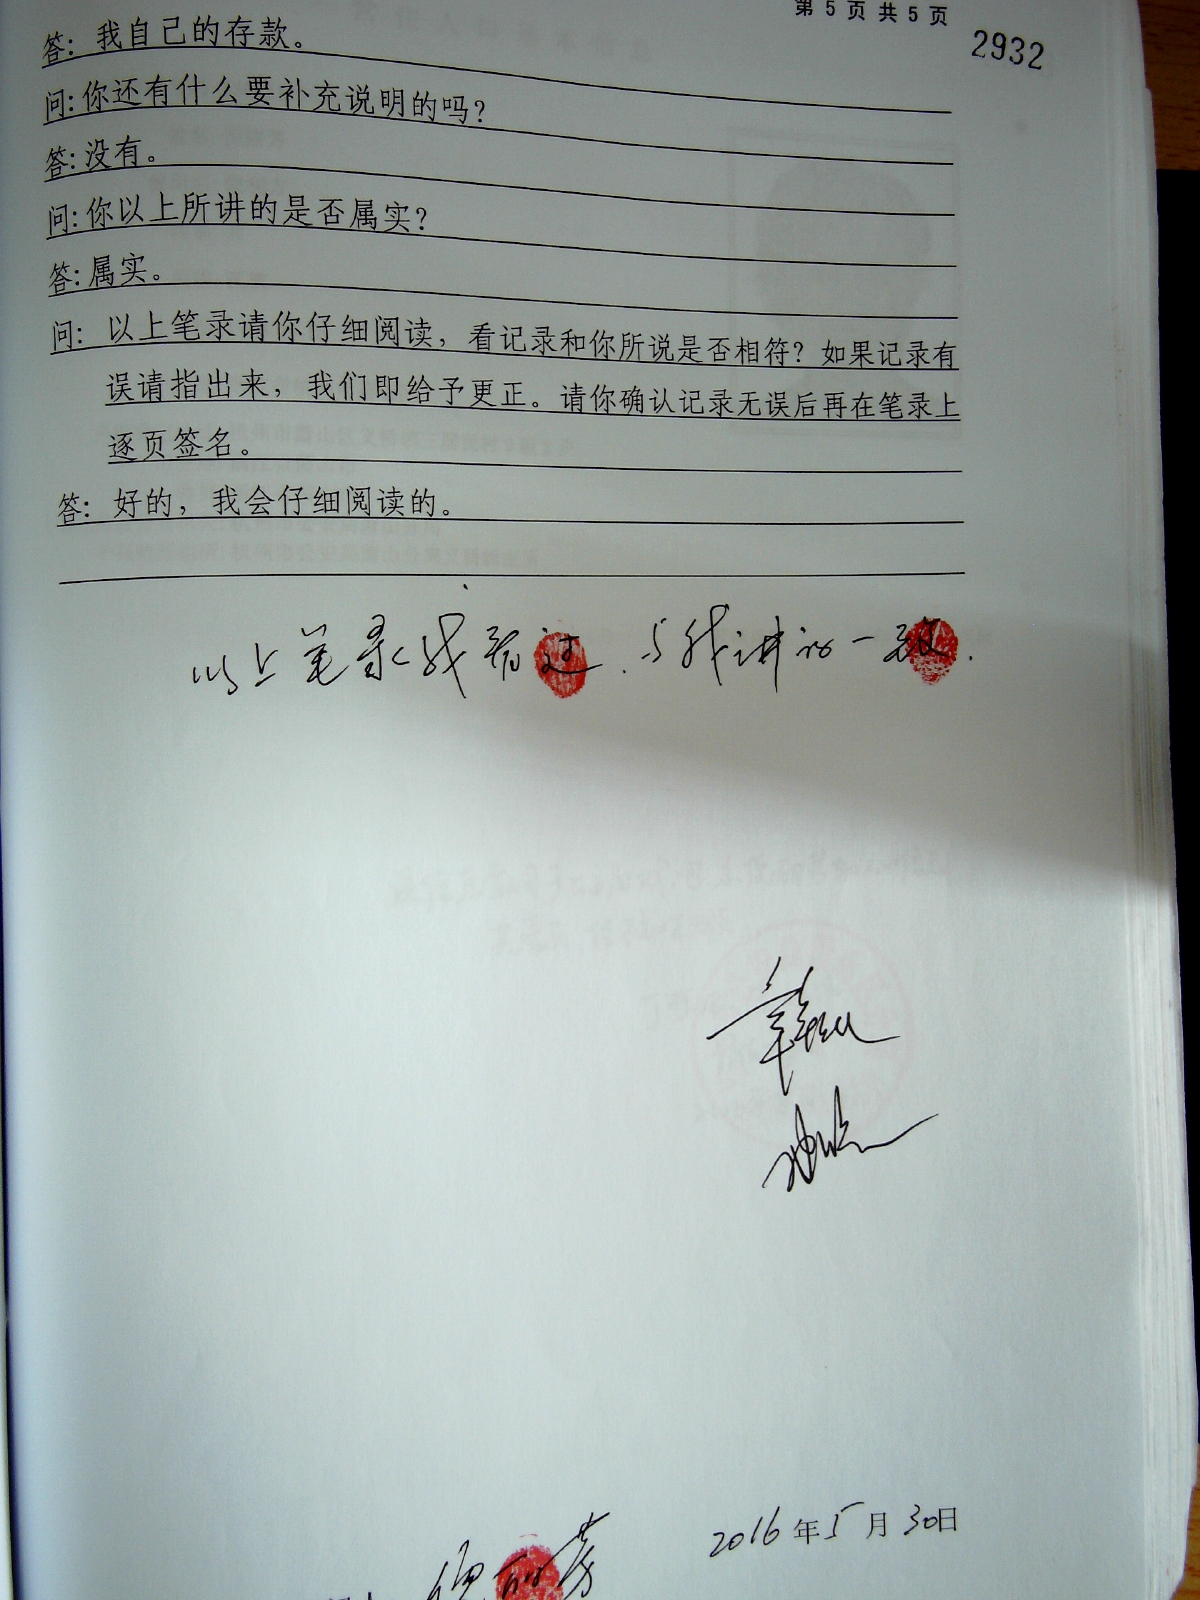 第 5 页 共 5 页
2932
答：我自己的存款。
问：你还有什么要补充说明的吗？
答：没有。
问：你以上所讲的是否属实？
答：属实。
问：以上笔录请你仔细阅读，看记录和你所说是否相符？如果记录有
误请指出来，我们即给予更正。请你确认记录无误后再在笔录上
逐页签名。
答：好的，我会仔细阅读的。
以上笔录我看过，与我讲的一致.
2016年5月30日